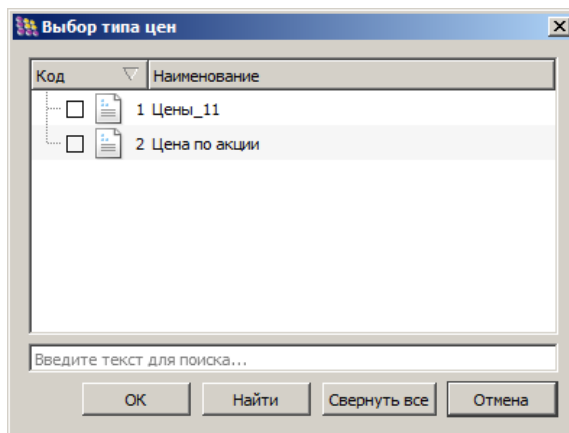 Выбор типа цен
Код Наименование
1 Цены_11
2 Цена по акции
Введите текст для поиска...
ОК Найти Свернуть все Отмена